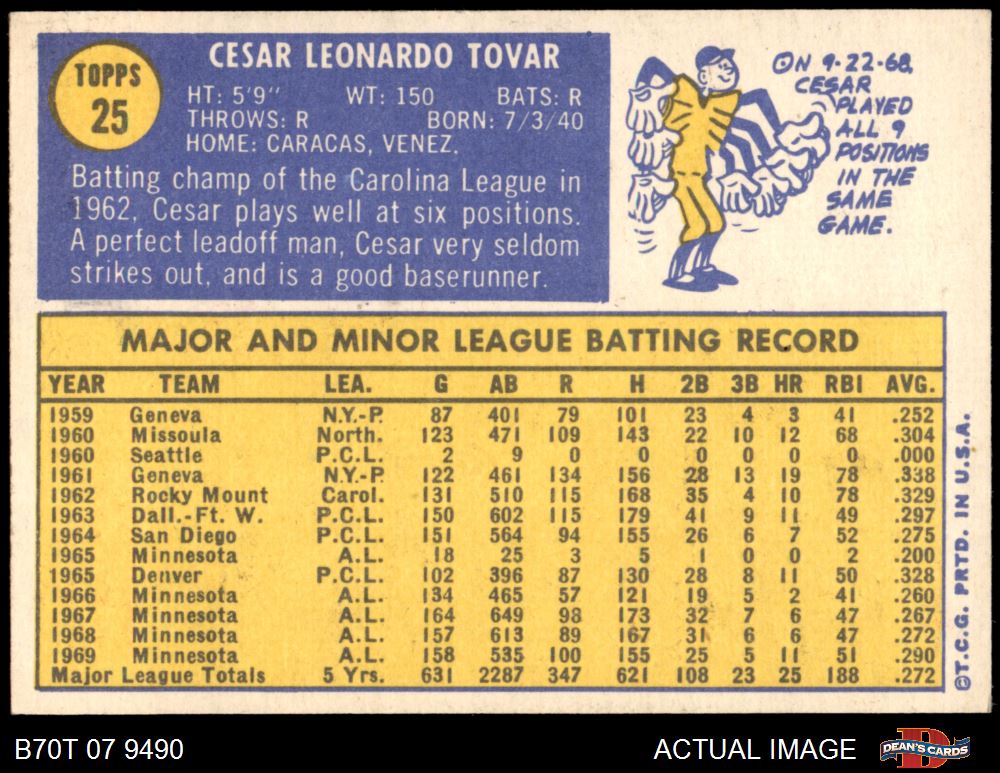 TOPPS
25
CESAR LEONARDO TOVAR
HT: 5'9" WT: 150 BATS: R
THROWS: R BORN: 7/3/40
HOME: CARACAS, VENEZ.
Batting champ of the Carolina League in
1962, Cesar plays well at six positions.
A perfect leadoff man, Cesar very seldom
strikes out, and is a good baserunner.
ON 9-22-68,
CESAR
PLAYED
ALL 9
POSITIONS
IN THE
SAME
GAME.
MAJOR AND MINOR LEAGUE BATTING RECORD
YEAR TEAM LEA. G AB R H 2B 3B HR RBI AVG.
1959 Geneva N.Y.-P. 87 401 79 101 23 4 3 41 .252
1960 Missoula North. 123 471 109 143 22 10 12 68 .304
1960 Seattle P.C.L. 2 9 0 0 0 0 0 0 .000
1961 Geneva N.Y.-P. 122 461 134 156 28 13 19 78 .338
1962 Rocky Mount Carol. 131 510 115 168 35 4 10 78 .329
1963 Dall.-Ft. W. P.C.L. 150 602 115 179 41 9 11 49 .297
1964 San Diego P.C.L. 151 564 94 155 26 6 7 52 .275
1965 Minnesota A.L. 18 25 3 5 1 0 0 2 .200
1965 Denver P.C.L. 102 396 87 130 28 8 11 50 .328
1966 Minnesota A.L. 134 465 57 121 19 5 2 41 .260
1967 Minnesota A.L. 164 649 98 173 32 7 6 47 .267
1968 Minnesota A.L. 157 613 89 167 31 6 6 47 .272
1969 Minnesota A.L. 158 535 100 155 25 5 11 51 .290
Major League Totals 5 Yrs. 631 2287 347 621 108 23 25 188 .272
©T.C.G. PRTD. IN U.S.A.
B70T 07 9490
ACTUAL IMAGE
D
DEAN'S CARDS